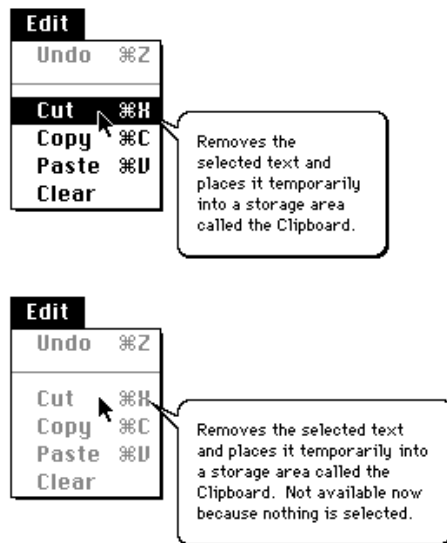 Edit
Undo ⌘Z
Cut ⌘X
Copy ⌘C
Paste ⌘V
Clear
Removes the
selected text and
places it temporarily
into a storage area
called the Clipboard.
Edit
Undo ⌘Z
Cut ⌘X
Copy ⌘C
Paste ⌘V
Clear
Removes the selected text
and places it temporarily into
a storage area called the
Clipboard. Not available now
because nothing is selected.